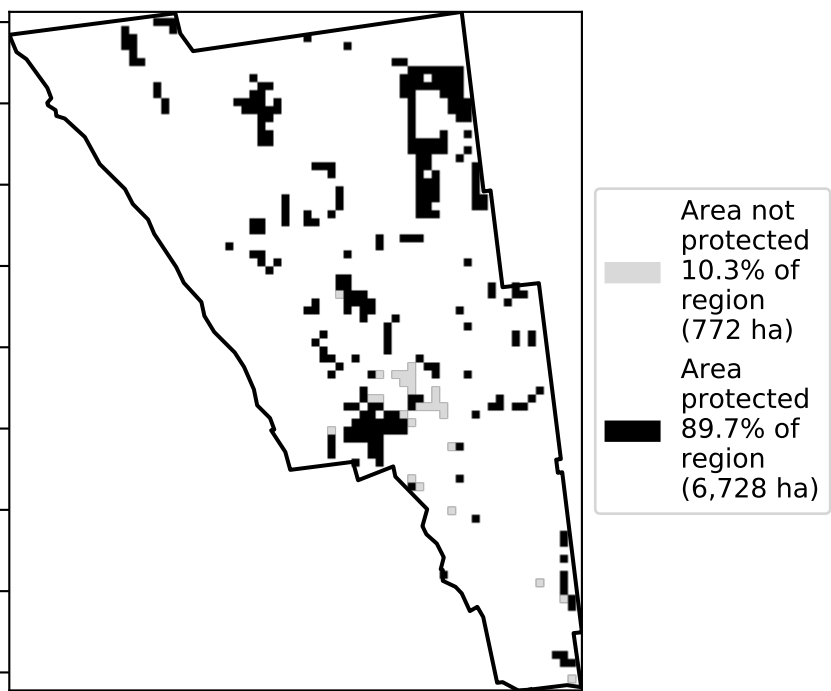 Area not
protected
10.3% of
region
(772 ha)
Area
protected
89.7% of
region
(6,728 ha)